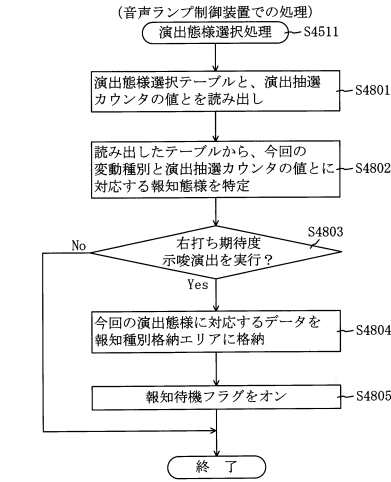 (音声ランプ制御装置での処理)
演出態様選択処理
S4511
演出態様選択テーブルと、演出抽選
カウンタの値とを読み出し
S4801
読み出したテーブルから、今回の
変動種別と演出抽選カウンタの値とに
対応する報知態様を特定
S4802
S4803
右打ち期待度
示唆演出を実行？
No
Yes
今回の演出態様に対応するデータを
報知種別格納エリアに格納
S4804
報知待機フラグをオン
S4805
終 了